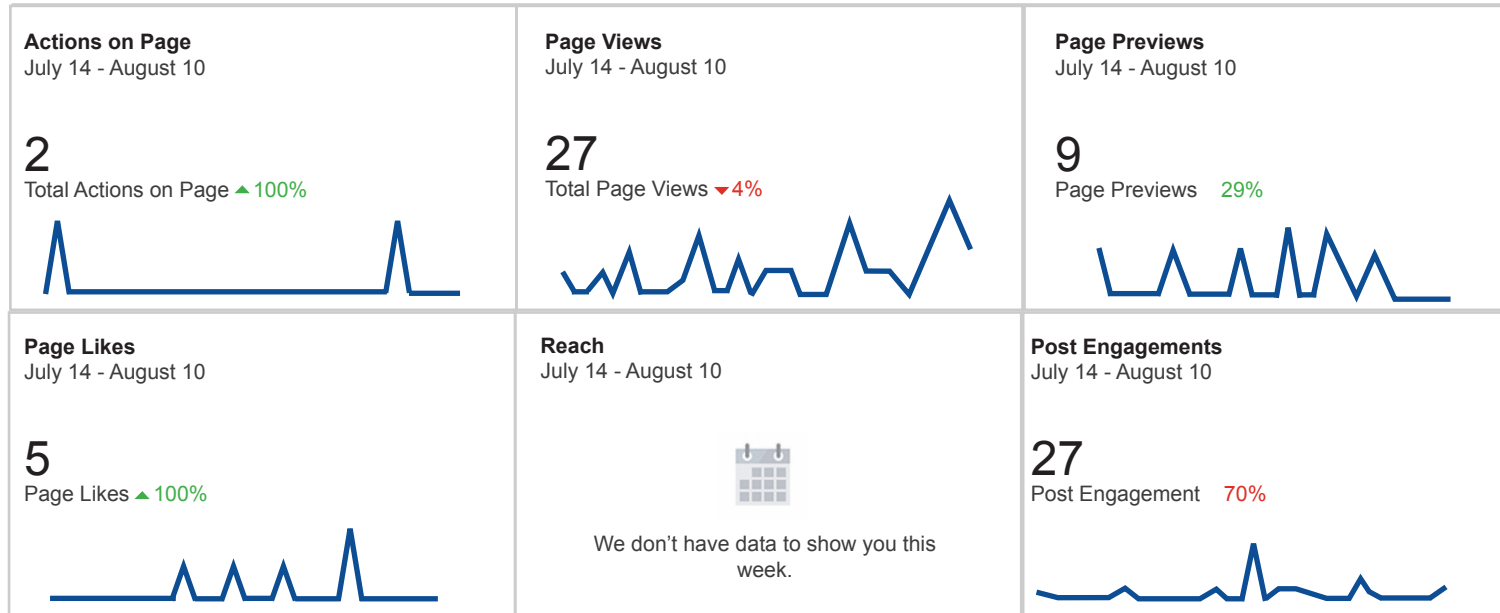 Actions on Page
July 14 - August 10
2
Total Actions on Page 100%
Page Views
July 14 - August 10
27
Total Page Views 4%
Page Previews
July 14 - August 10
9
Page Previews 29%
Page Likes
July 14 - August 10
5
Page Likes 100%
Reach
July 14 - August 10
We don’t have data to show you this
week.
Post Engagements
July 14 - August 10
27
Post Engagement 70%